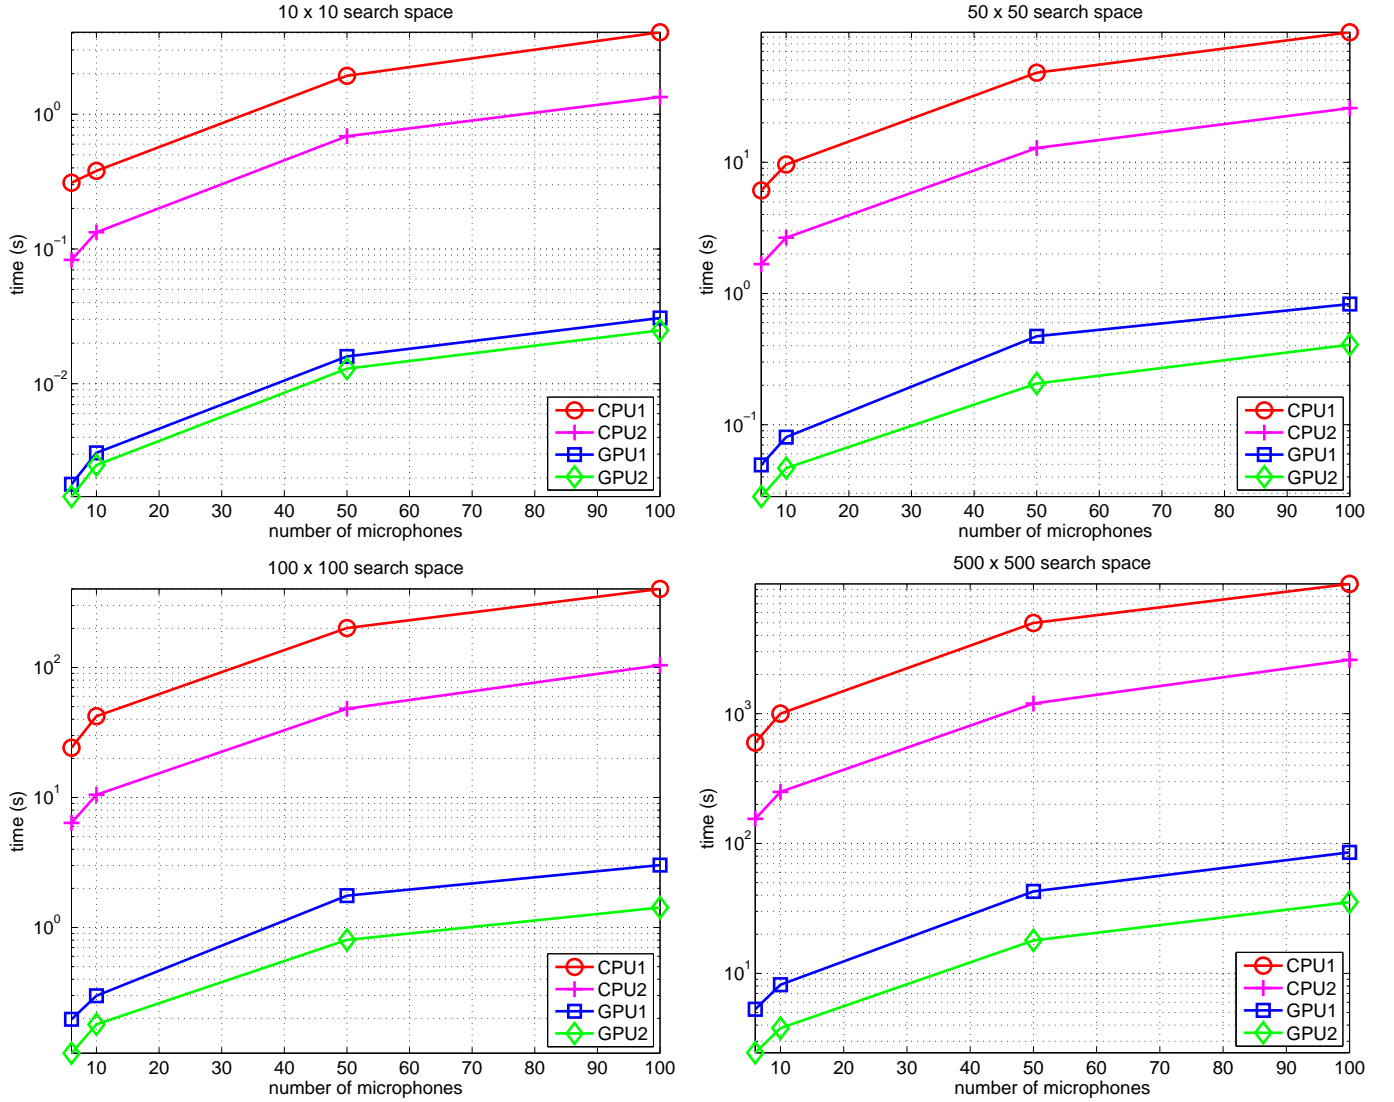 10 x 10 search space
10^0
10^−1
10^−2
time (s)
10 20 30 40 50 60 70 80 90 100
number of microphones
CPU1
CPU2
GPU1
GPU2
50 x 50 search space
10^1
10^0
10^−1
time (s)
10 20 30 40 50 60 70 80 90 100
number of microphones
CPU1
CPU2
GPU1
GPU2
100 x 100 search space
10^2
10^1
10^0
time (s)
10 20 30 40 50 60 70 80 90 100
number of microphones
CPU1
CPU2
GPU1
GPU2
500 x 500 search space
10^3
10^2
10^1
time (s)
10 20 30 40 50 60 70 80 90 100
number of microphones
CPU1
CPU2
GPU1
GPU2